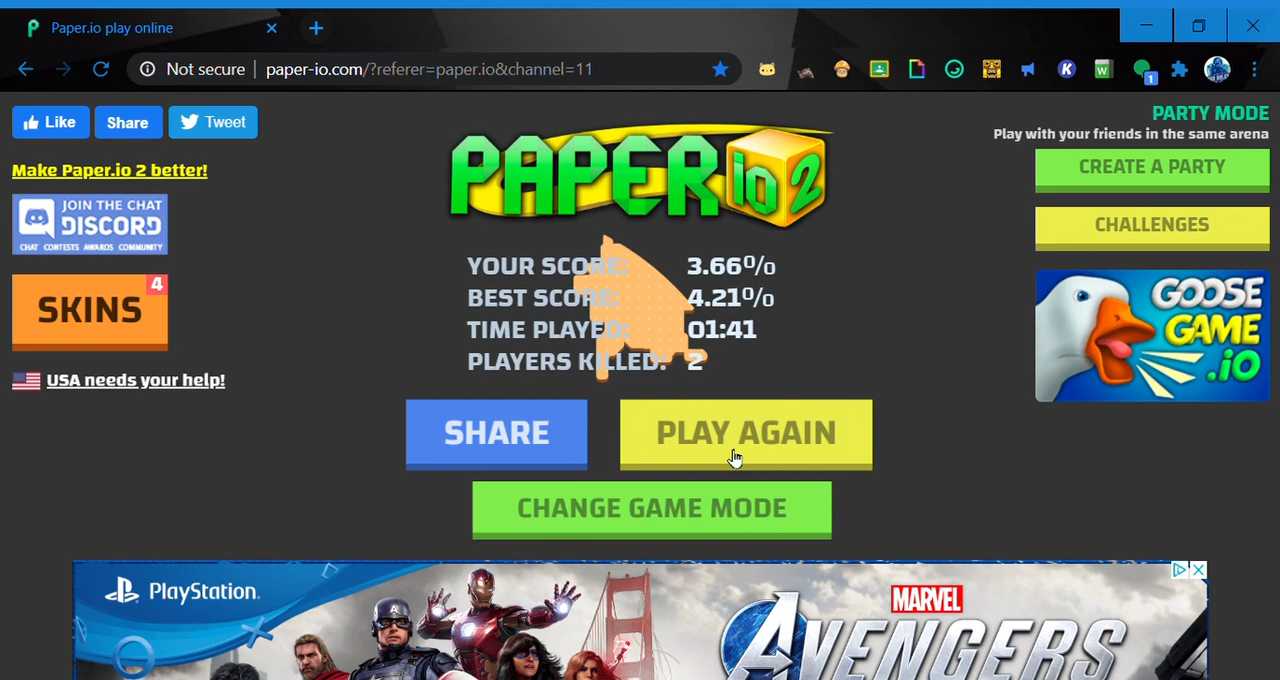 Paper.io play online
Not secure | paper-io.com/?referer=paper.io&channel=11
Like
Share
Tweet
Make Paper.io 2 better!
JOIN THE CHAT
DISCORD
CHAT CONTESTS AWARDS COMMUNITY
SKINS
4
USA needs your help!
PAPER io 2
YOUR SCORE: 3.66%
BEST SCORE: 4.21%
TIME PLAYED: 01:41
PLAYERS KILLED: 2
SHARE
PLAY AGAIN
CHANGE GAME MODE
PARTY MODE
Play with your friends in the same arena
CREATE A PARTY
CHALLENGES
GOOSE
GAME
.IO
PlayStation.
MARVEL
AVENGERS
K
W
1